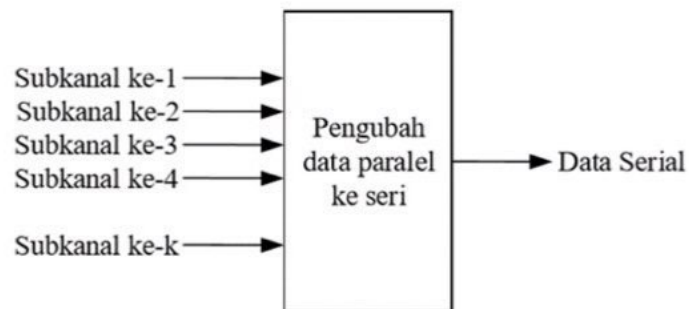 Subkanal ke-1
Subkanal ke-2
Subkanal ke-3
Subkanal ke-4
Subkanal ke-k
Pengubah
data paralel
ke seri
Data Serial